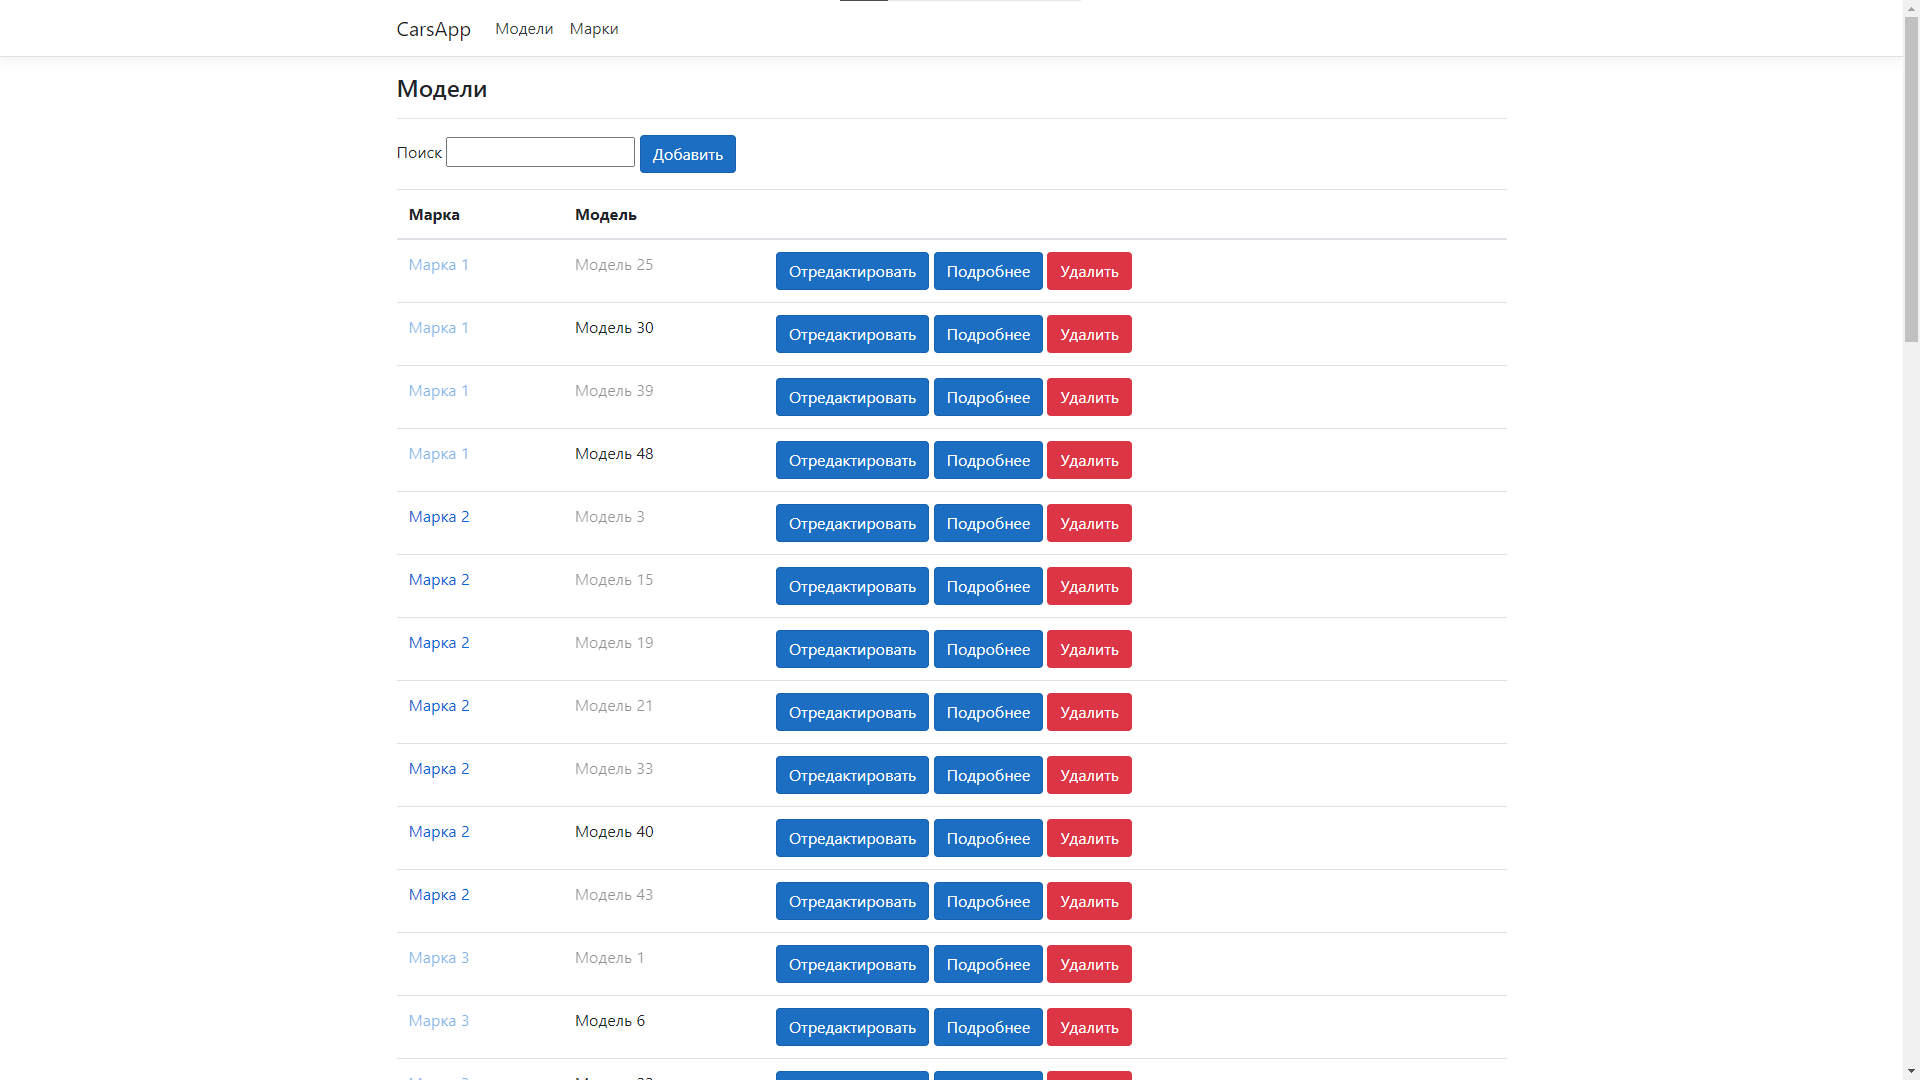 CarsApp Модели Марки
Модели
Поиск Добавить
Марка Модель
Марка 1 Модель 25 Отредактировать Подробнее Удалить
Марка 1 Модель 30 Отредактировать Подробнее Удалить
Марка 1 Модель 39 Отредактировать Подробнее Удалить
Марка 1 Модель 48 Отредактировать Подробнее Удалить
Марка 2 Модель 3 Отредактировать Подробнее Удалить
Марка 2 Модель 15 Отредактировать Подробнее Удалить
Марка 2 Модель 19 Отредактировать Подробнее Удалить
Марка 2 Модель 21 Отредактировать Подробнее Удалить
Марка 2 Модель 33 Отредактировать Подробнее Удалить
Марка 2 Модель 40 Отредактировать Подробнее Удалить
Марка 2 Модель 43 Отредактировать Подробнее Удалить
Марка 3 Модель 1 Отредактировать Подробнее Удалить
Марка 3 Модель 6 Отредактировать Подробнее Удалить